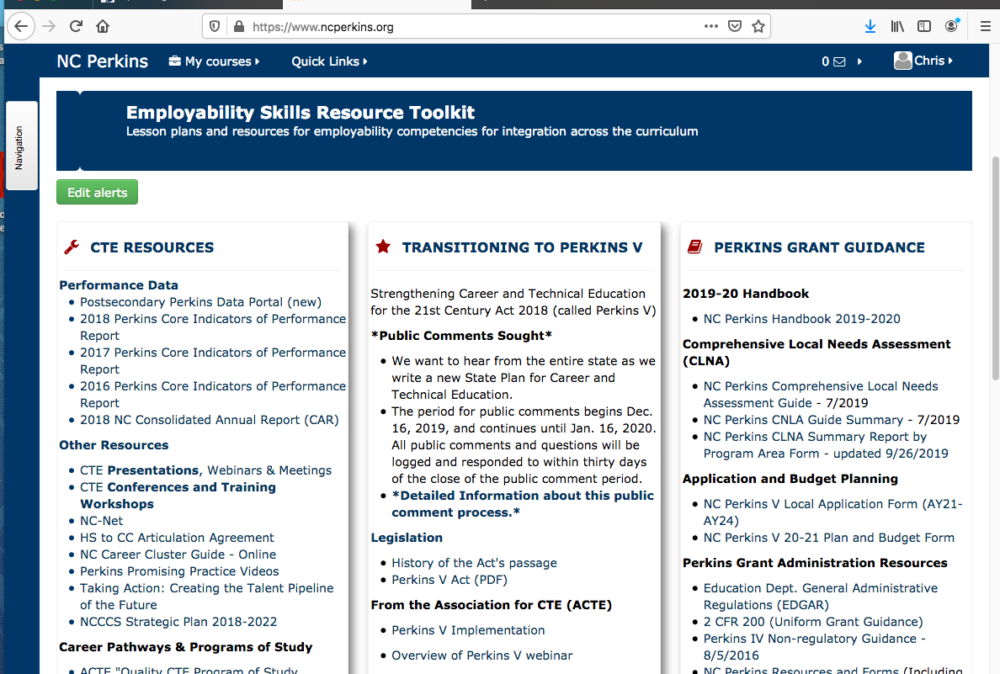 https://www.ncperkins.org
NC Perkins
My courses
Quick Links
0
Chris
Navigation
Employability Skills Resource Toolkit
Lesson plans and resources for employability competencies for integration across the curriculum
Edit alerts
CTE RESOURCES
Performance Data
Postsecondary Perkins Data Portal (new)
2018 Perkins Core Indicators of Performance
Report
2017 Perkins Core Indicators of Performance
Report
2016 Perkins Core Indicators of Performance
Report
2018 NC Consolidated Annual Report (CAR)
Other Resources
CTE Presentations, Webinars & Meetings
CTE Conferences and Training
Workshops
NC-Net
HS to CC Articulation Agreement
NC Career Cluster Guide - Online
Perkins Promising Practice Videos
Taking Action: Creating the Talent Pipeline
of the Future
NCCCS Strategic Plan 2018-2022
Career Pathways & Programs of Study
ACTE "Quality CTE Program of Study
TRANSITIONING TO PERKINS V
Strengthening Career and Technical Education
for the 21st Century Act 2018 (called Perkins V)
*Public Comments Sought*
We want to hear from the entire state as we
write a new State Plan for Career and
Technical Education.
The period for public comments begins Dec.
16, 2019, and continues until Jan. 16, 2020.
All public comments and questions will be
logged and responded to within thirty days
of the close of the public comment period.
*Detailed Information about this public
comment process.*
Legislation
History of the Act's passage
Perkins V Act (PDF)
From the Association for CTE (ACTE)
Perkins V Implementation
Overview of Perkins V webinar
PERKINS GRANT GUIDANCE
2019-20 Handbook
NC Perkins Handbook 2019-2020
Comprehensive Local Needs Assessment
(CLNA)
NC Perkins Comprehensive Local Needs
Assessment Guide - 7/2019
NC Perkins CNLA Guide Summary - 7/2019
NC Perkins CLNA Summary Report by
Program Area Form - updated 9/26/2019
Application and Budget Planning
NC Perkins V Local Application Form (AY21-
AY24)
NC Perkins V 20-21 Plan and Budget Form
Perkins Grant Administration Resources
Education Dept. General Administrative
Regulations (EDGAR)
2 CFR 200 (Uniform Grant Guidance)
Perkins IV Non-regulatory Guidance -
8/5/2016
NC Perkins Resources and Forms (Including